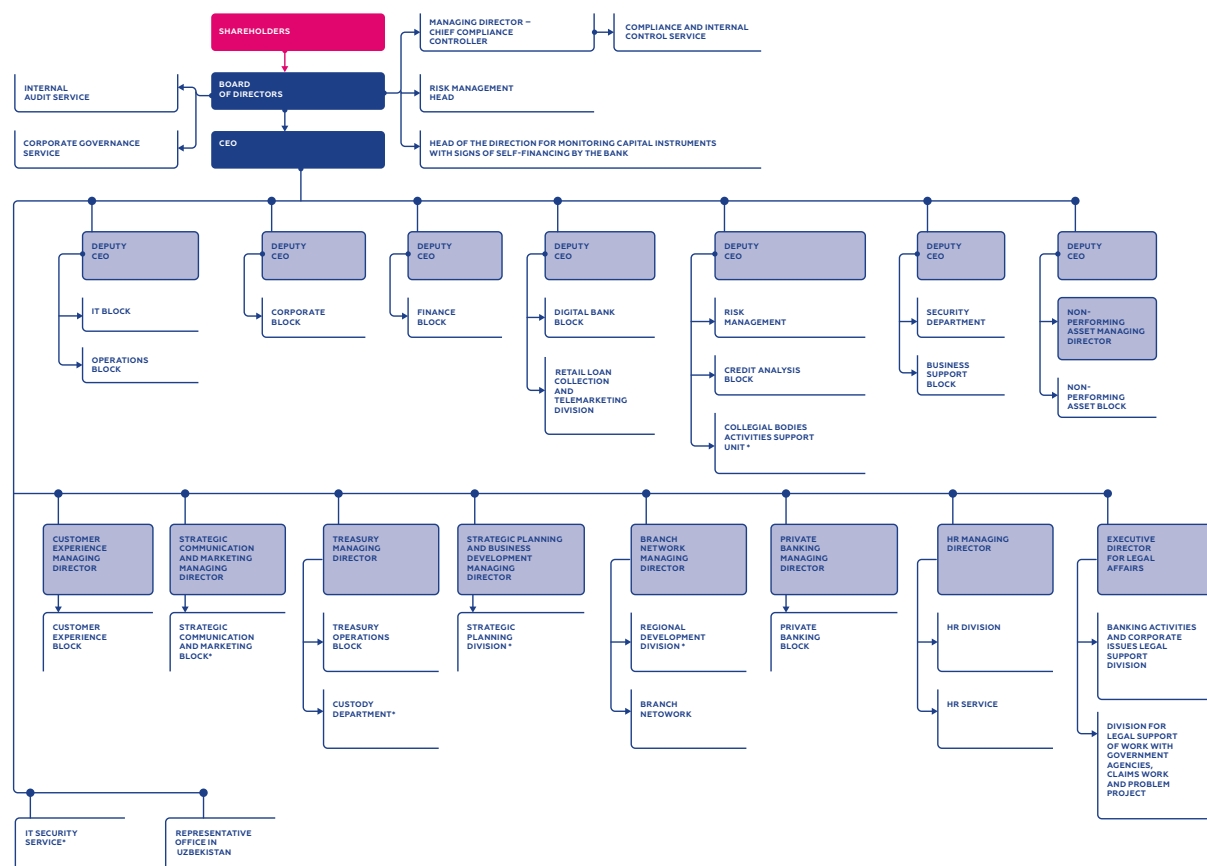 SHAREHOLDERS
MANAGING DIRECTOR –
CHIEF COMPLIANCE
CONTROLLER
COMPLIANCE AND INTERNAL
CONTROL SERVICE
INTERNAL
AUDIT SERVICE
BOARD
OF DIRECTORS
RISK MANAGEMENT
HEAD
CORPORATE GOVERNANCE
SERVICE
CEO
HEAD OF THE DIRECTION FOR MONITORING CAPITAL INSTRUMENTS
WITH SIGNS OF SELF-FINANCING BY THE BANK
DEPUTY
CEO
DEPUTY
CEO
DEPUTY
CEO
DEPUTY
CEO
DEPUTY
CEO
DEPUTY
CEO
DEPUTY
CEO
IT BLOCK
CORPORATE
BLOCK
FINANCE
BLOCK
DIGITAL BANK
BLOCK
RISK
MANAGEMENT
SECURITY
DEPARTMENT
NON-
PERFORMING
ASSET MANAGING
DIRECTOR
OPERATIONS
BLOCK
RETAIL LOAN
COLLECTION
AND
TELEMARKETING
DIVISION
CREDIT ANALYSIS
BLOCK
BUSINESS
SUPPORT
BLOCK
NON-
PERFORMING
ASSET BLOCK
COLLEGIAL BODIES
ACTIVITIES SUPPORT
UNIT *
CUSTOMER
EXPERIENCE
MANAGING
DIRECTOR
STRATEGIC
COMMUNICATION
AND MARKETING
MANAGING
DIRECTOR
TREASURY
MANAGING
DIRECTOR
STRATEGIC PLANNING
AND BUSINESS
DEVELOPMENT
MANAGING
DIRECTOR
BRANCH
NETWORK
MANAGING
DIRECTOR
PRIVATE
BANKING
MANAGING
DIRECTOR
HR MANAGING
DIRECTOR
EXECUTIVE
DIRECTOR
FOR LEGAL
AFFAIRS
CUSTOMER
EXPERIENCE
BLOCK
STRATEGIC
COMMUNICATION
AND MARKETING
BLOCK*
TREASURY
OPERATIONS
BLOCK
STRATEGIC
PLANNING
DIVISION *
REGIONAL
DEVELOPMENT
DIVISION *
PRIVATE
BANKING
BLOCK
HR DIVISION
BANKING ACTIVITIES
AND CORPORATE
ISSUES LEGAL
SUPPORT
DIVISION
CUSTODY
DEPARTMENT*
BRANCH
NETOWORK
HR SERVICE
DIVISION FOR
LEGAL SUPPORT
OF WORK WITH
GOVERNMENT
AGENCIES,
CLAIMS WORK
AND PROBLEM
PROJECT
IT SECURITY
SERVICE*
REPRESENTATIVE
OFFICE IN
UZBEKISTAN